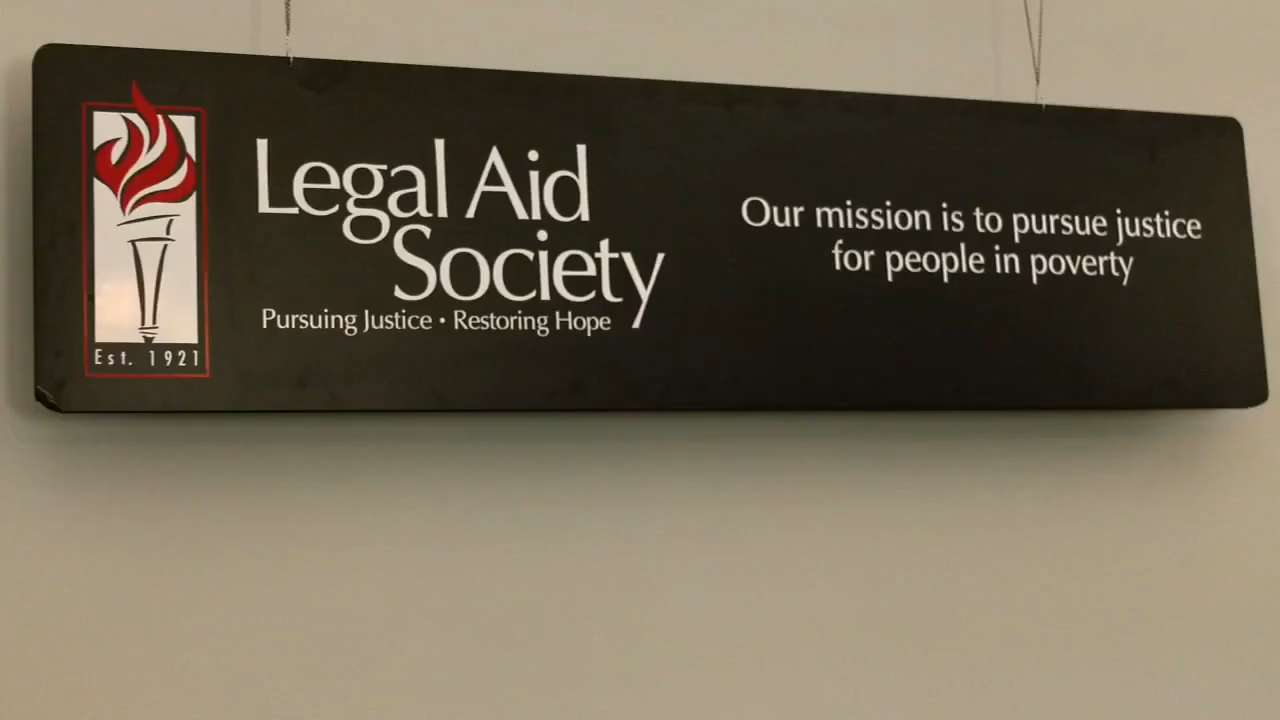 Legal Aid
Society
Pursuing Justice • Restoring Hope
Est. 1921
Our mission is to pursue justice
for people in poverty